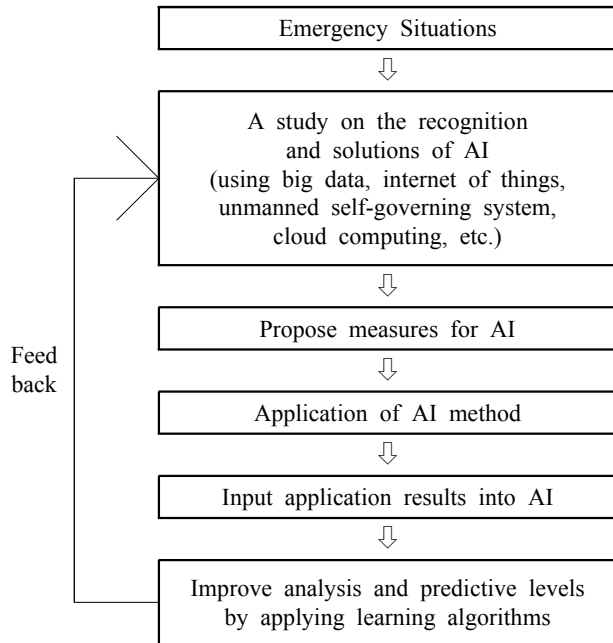 Emergency Situations
A study on the recognition
and solutions of AI
(using big data, internet of things,
unmanned self-governing system,
cloud computing, etc.)
Propose measures for AI
Feed
back
Application of AI method
Input application results into AI
Improve analysis and predictive levels
by applying learning algorithms